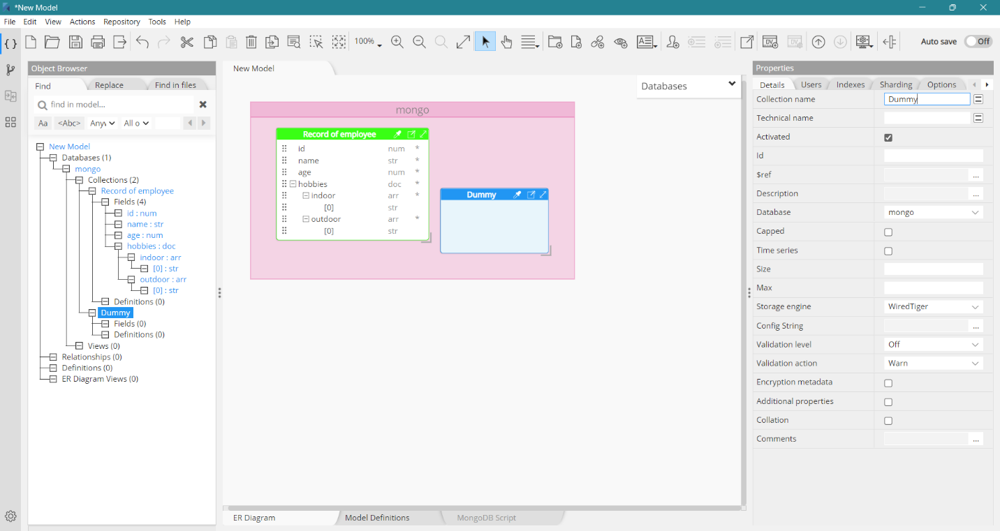 *New Model
File Edit View Actions Repository Tools Help
100%
Auto save Off
Object Browser
Find Replace Find in files
find in model...
Aa <Abc> Any All o
New Model
Databases (1)
mongo
Collections (2)
Record of employee
Fields (4)
id : num
name : str
age : num
hobbies : doc
indoor : arr
[0] : str
outdoor : arr
[0] : str
Definitions (0)
Dummy
Fields (0)
Definitions (0)
Views (0)
Relationships (0)
Definitions (0)
ER Diagram Views (0)
New Model
Databases
mongo
Record of employee
id num *
name str *
age num *
hobbies doc *
indoor arr *
[0] str
outdoor arr *
[0] str
Dummy
ER Diagram Model Definitions MongoDB Script
Properties
Details Users Indexes Sharding Options
Collection name Dummy
Technical name
Activated
Id
$ref ...
Description ...
Database mongo
Capped
Time series
Size
Max
Storage engine WiredTiger
Config String ...
Validation level Off
Validation action Warn
Encryption metadata
Additional properties
Collation
Comments ...